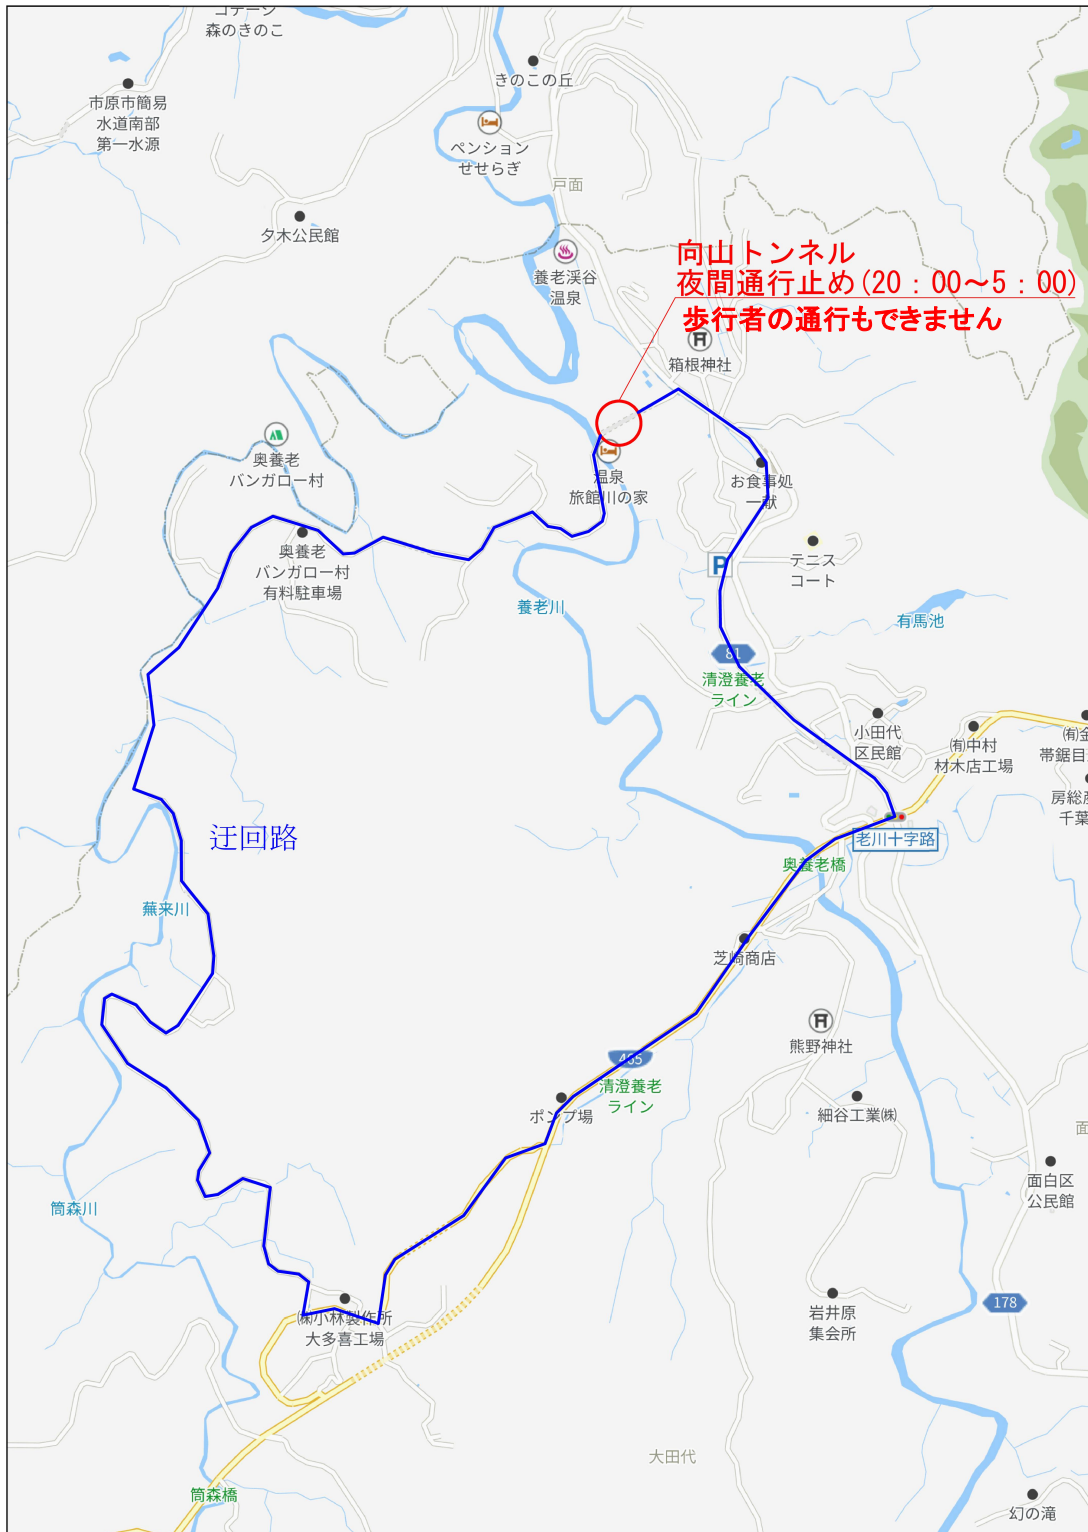 コテージ
森のきのこ
きのこの丘
市原市簡易
水道南部
第一水源
ペンション
せせらぎ
戸面
夕木公民館
養老渓谷
温泉
向山トンネル
夜間通行止め(20：00～5：00)
歩行者の通行もできません
箱根神社
奥養老
バンガロー村
温泉
旅館川の家
お食事処
一献
奥養老
バンガロー村
有料駐車場
テニス
コート
P
養老川
有馬池
81
清澄養老
ライン
小田代
区民館
㈲中村
材木店工場
㈲金
帯鋸目
房総
千葉
迂回路
老川十字路
奥養老橋
蕪来川
芝崎商店
熊野神社
465
清澄養老
ライン
ポンプ場
細谷工業㈱
面
面白区
公民館
筒森川
178
岩井原
集会所
㈱小林製作所
大多喜工場
大田代
筒森橋
幻の滝